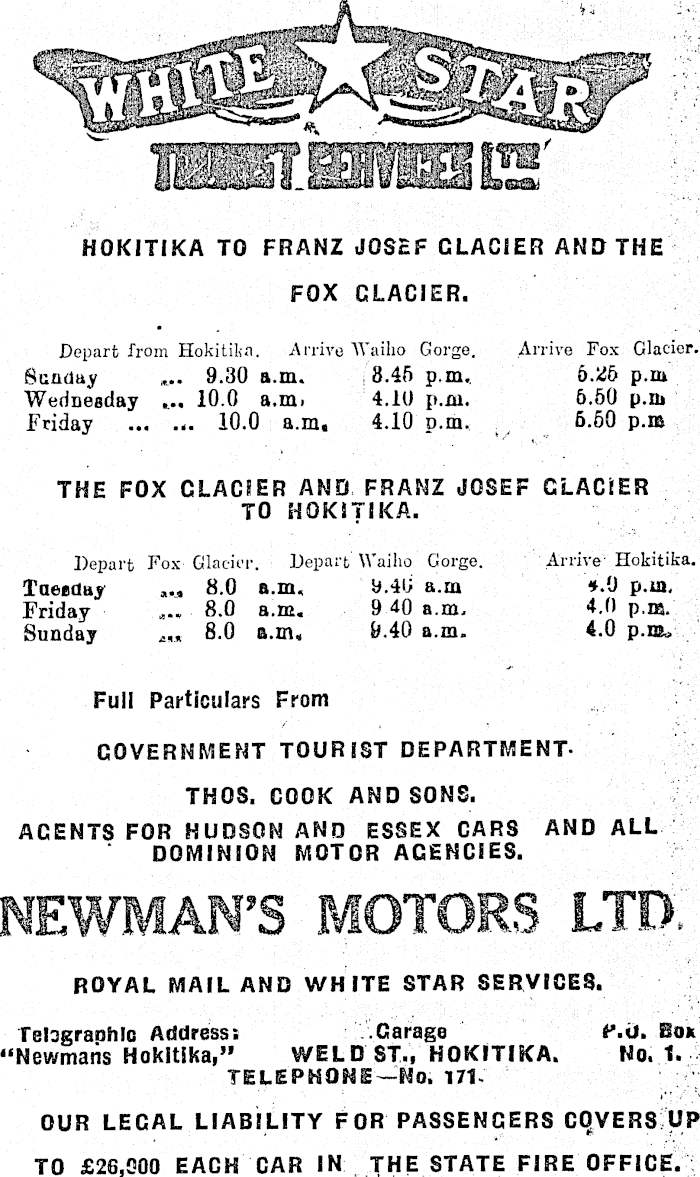 WHITE STAR
TOURIST SERVICES LTD
HOKITIKA TO FRANZ JOSEF GLACIER AND THE
FOX GLACIER.
Depart from Hokitika. Arrive Waiho Gorge. Arrive Fox Glacier.
Sunday ... 9.30 a.m. 3.45 p.m. 5.25 p.m
Wednesday ... 10.0 a.m. 4.10 p.m. 5.50 p.m
Friday ... ... 10.0 a.m. 4.10 p.m. 5.50 p.m
THE FOX GLACIER AND FRANZ JOSEF GLACIER
TO HOKITIKA.
Depart Fox Glacier. Depart Waiho Gorge. Arrive Hokitika.
Tuesday ... 8.0 a.m. a.m 4.0 p.m.
Friday ... 8.0 a.m. 9 40 a.m. 4.0 p.m.
Sunday ... 8.0 a.m. 9.40 a.m. 4.0 p.m.
Full Particulars From
GOVERNMENT TOURIST DEPARTMENT.
THOS. COOK AND SONS.
AGENTS FOR HUDSON AND ESSEX CARS AND ALL
DOMINION MOTOR AGENCIES.
NEWMAN'S MOTORS LTD.
ROYAL MAIL AND WHITE STAR SERVICES.
Telegraphic Address: Garage P.O. Box
"Newmans Hokitika," WELD ST., HOKITIKA. No. 1.
TELEPHONE—No. 171.
OUR LEGAL LIABILITY FOR PASSENGERS COVERS UP
TO £26,000 EACH CAR IN THE STATE FIRE OFFICE.